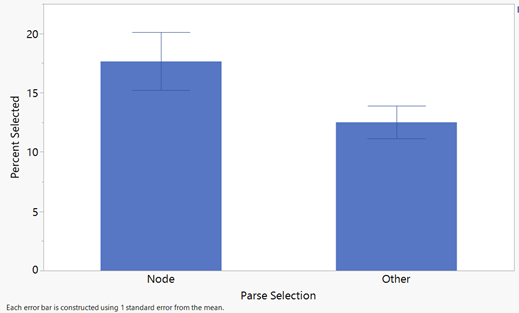 Percent Selected
20
15
10
5
0
Node
Other
Parse Selection
Each error bar is constructed using 1 standard error from the mean.